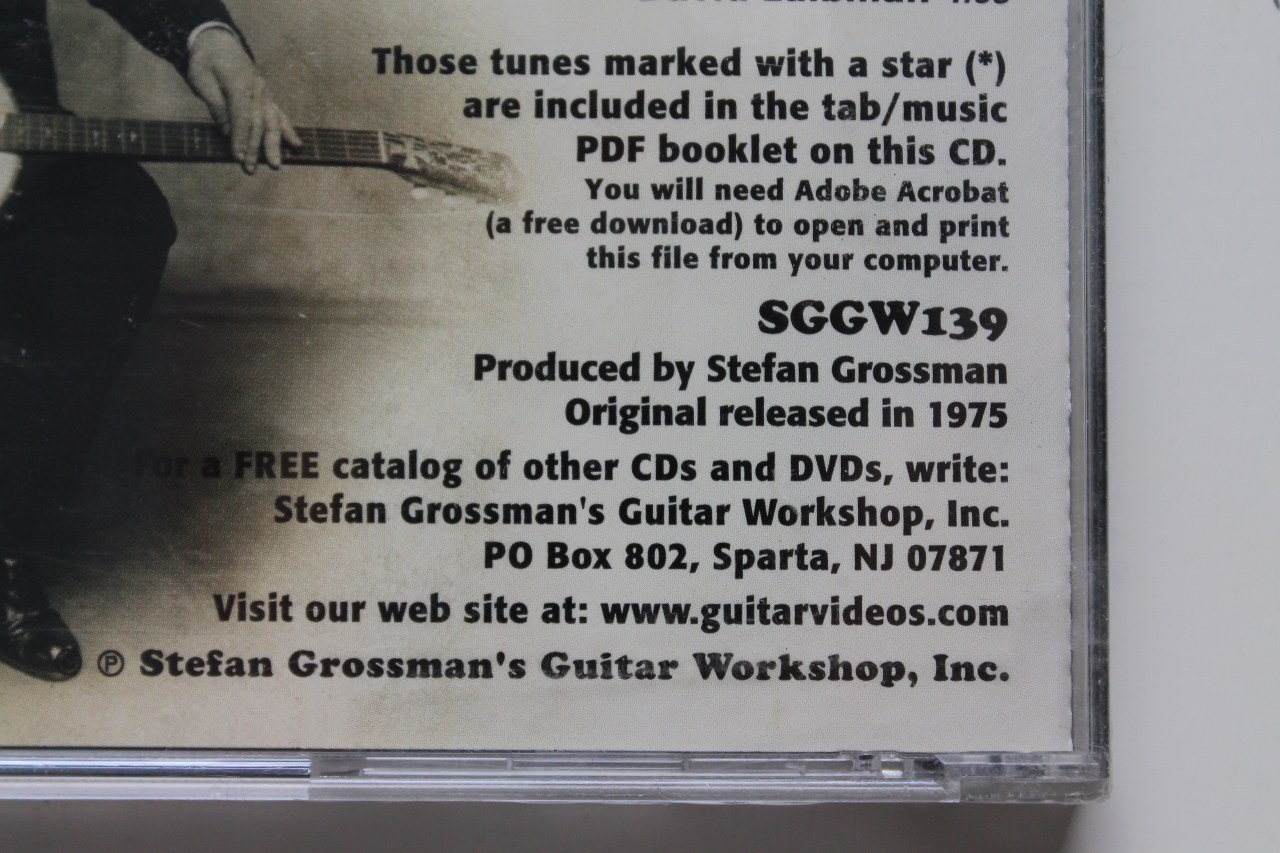 Those tunes marked with a star (*)
are included in the tab/music
PDF booklet on this CD.
You will need Adobe Acrobat
(a free download) to open and print
this file from your computer.
SGGW139
Produced by Stefan Grossman
Original released in 1975
For a FREE catalog of other CDs and DVDs, write:
Stefan Grossman's Guitar Workshop, Inc.
PO Box 802, Sparta, NJ 07871
Visit our web site at: www.guitarvideos.com
℗ Stefan Grossman's Guitar Workshop, Inc.